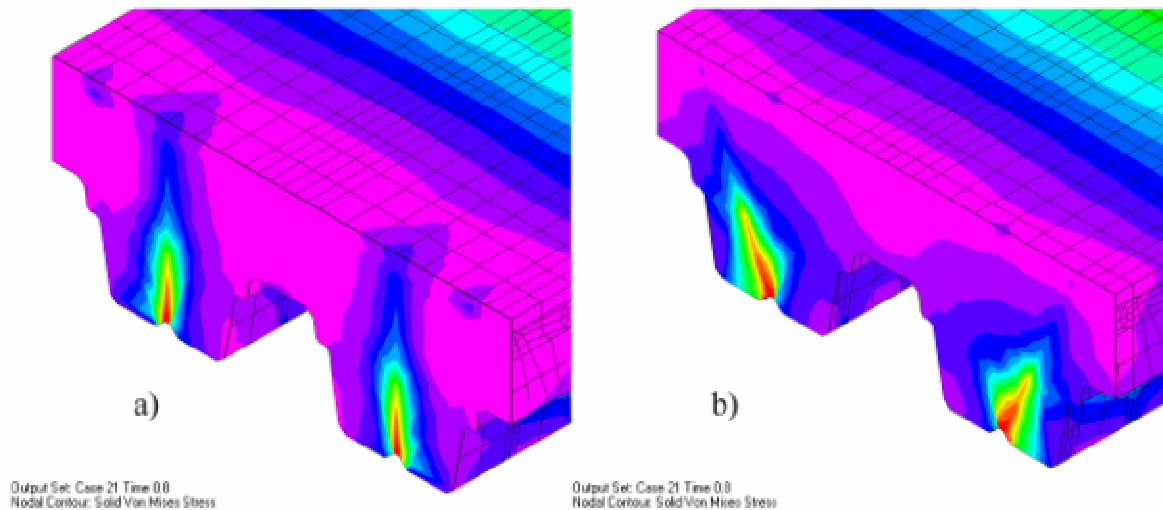 a)
b)
Output Set: Case 21 Time 0.8
Nodal Contour: Solid Von Mises Stress
Output Set: Case 21 Time 0.8
Nodal Contour: Solid Von Mises Stress